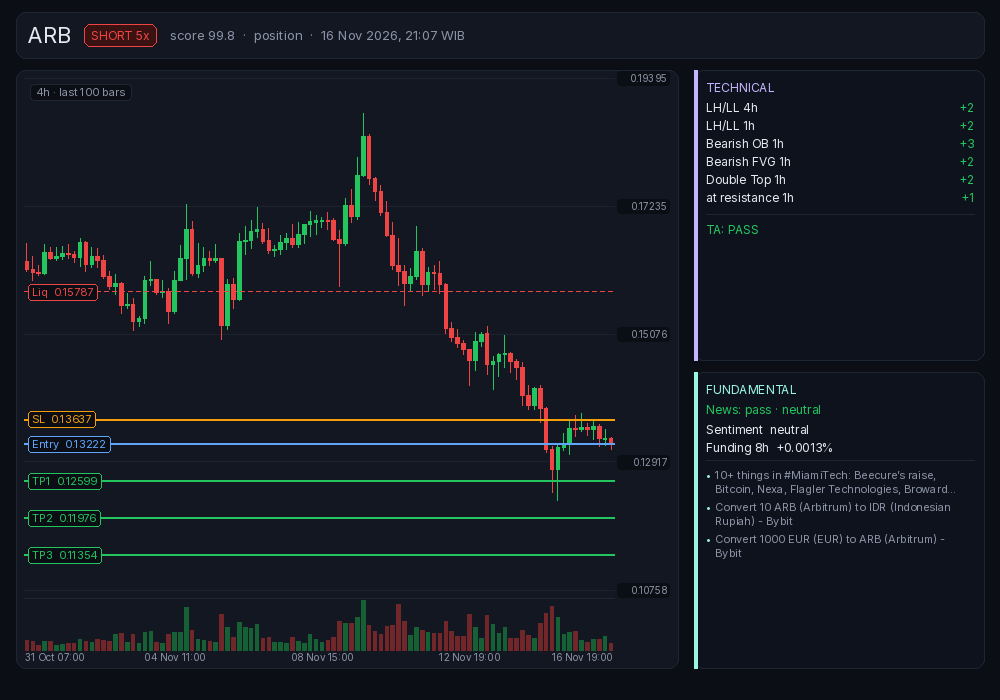 ARB SHORT 5x score 99.8 · position · 16 Nov 2026, 21:07 WIB
4h · last 100 bars
0.19395
0.17235
Liq 0.15787
0.15076
SL 0.13637
Entry 0.13222
0.12917
TP1 0.12599
TP2 0.11976
TP3 0.11354
0.10758
31 Oct 07:00 04 Nov 11:00 08 Nov 15:00 12 Nov 19:00 16 Nov 19:00
TECHNICAL
LH/LL 4h +2
LH/LL 1h +2
Bearish OB 1h +3
Bearish FVG 1h +2
Double Top 1h +2
at resistance 1h +1
TA: PASS
FUNDAMENTAL
News: pass · neutral
Sentiment neutral
Funding 8h +0.0013%
• 10+ things in #MiamiTech: Beecure's raise,
Bitcoin, Nexa, Flagler Technologies, Broward...
• Convert 10 ARB (Arbitrum) to IDR (Indonesian
Rupiah) - Bybit
• Convert 1000 EUR (EUR) to ARB (Arbitrum) -
Bybit